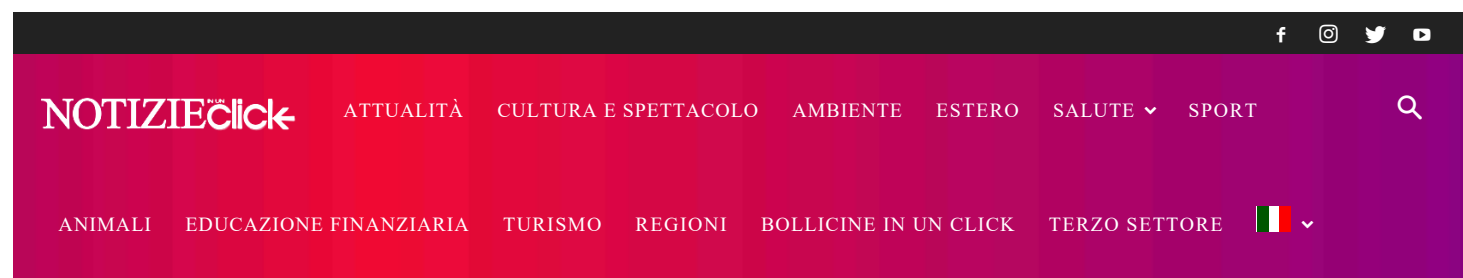 NOTIZIE IN UN click ATTUALITÀ CULTURA E SPETTACOLO AMBIENTE ESTERO SALUTE SPORT
ANIMALI EDUCAZIONE FINANZIARIA TURISMO REGIONI BOLLICINE IN UN CLICK TERZO SETTORE